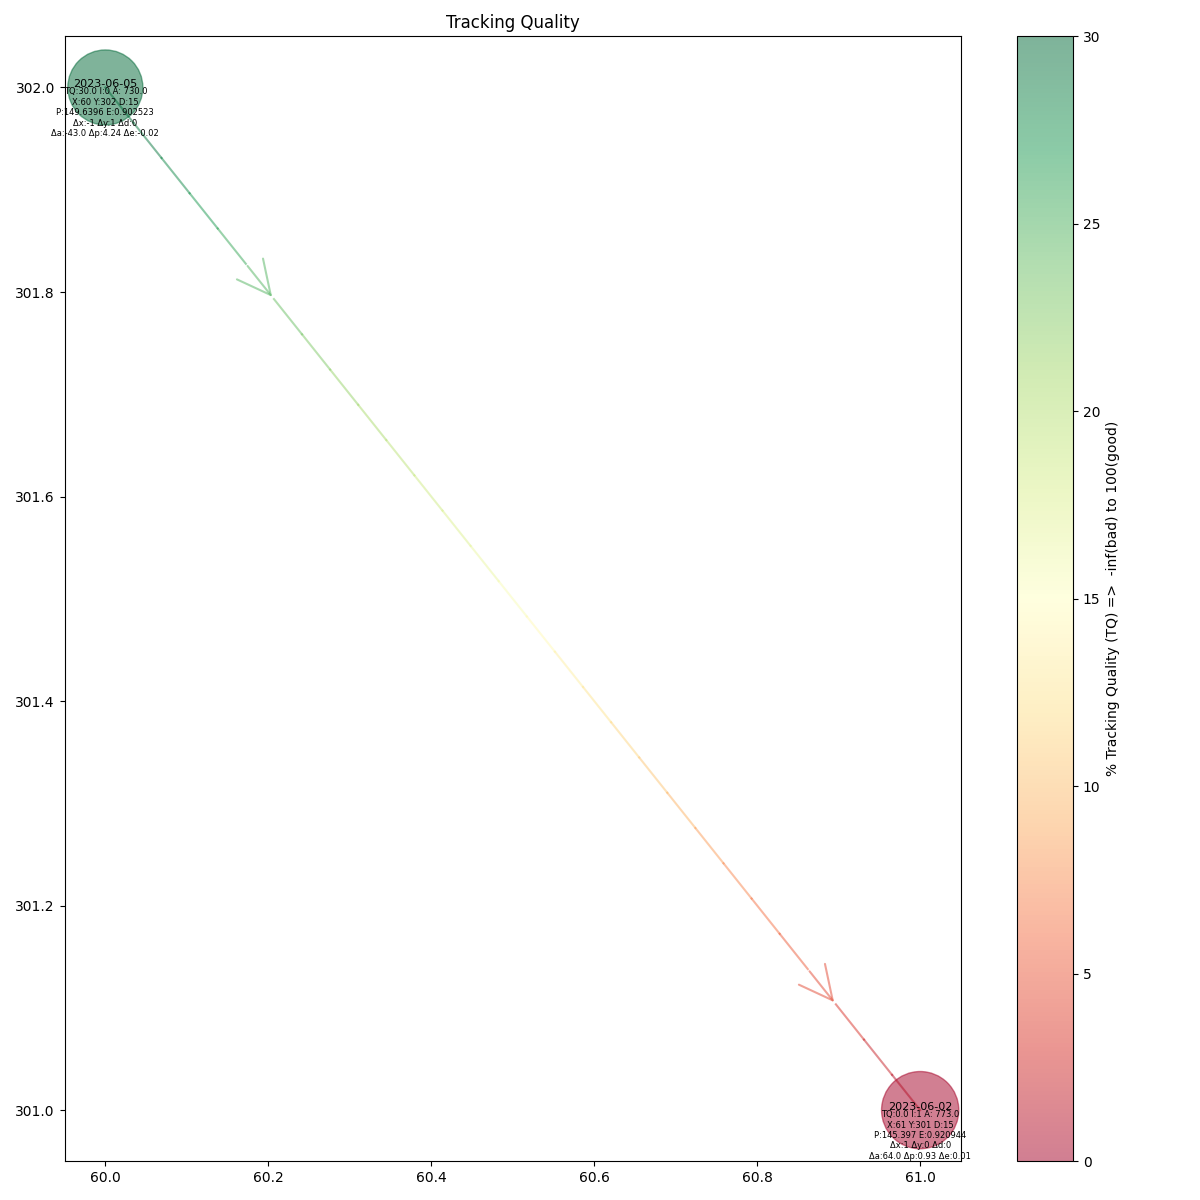 Tracking Quality
302.0
301.8
301.6
301.4
301.2
301.0
60.0
60.2
60.4
60.6
60.8
61.0
2023-06-05
TQ:30.0 I:0 A: 730.0
X:60 Y:302 D:15
P:149.6396 E:0.902523
Δx:-1 Δy:1 Δd:0
Δa:-43.0 Δp:4.24 Δe:-0.02
2023-06-02
TQ:0.0 I:1 A: 773.0
X:61 Y:301 D:15
P:145.397 E:0.920944
Δx:1 Δy:0 Δd:0
Δa:64.0 Δp:0.93 Δe:0.01
30
25
20
15
10
5
0
% Tracking Quality (TQ) => -inf(bad) to 100(good)